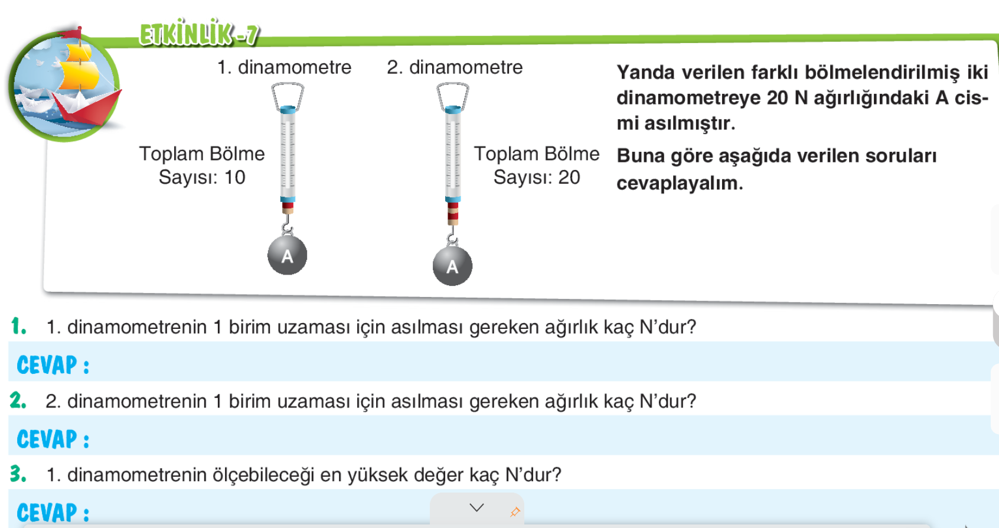 ETKİNLİK-7
1. dinamometre
2. dinamometre
Toplam Bölme
Sayısı: 10
Toplam Bölme
Sayısı: 20
A
A
Yanda verilen farklı bölmelendirilmiş iki
dinamometreye 20 N ağırlığındaki A cis-
mi asılmıştır.
Buna göre aşağıda verilen soruları
cevaplayalım.
1. 1. dinamometrenin 1 birim uzaması için asılması gereken ağırlık kaç N’dur?
CEVAP :
2. 2. dinamometrenin 1 birim uzaması için asılması gereken ağırlık kaç N’dur?
CEVAP :
3. 1. dinamometrenin ölçebileceği en yüksek değer kaç N’dur?
CEVAP :